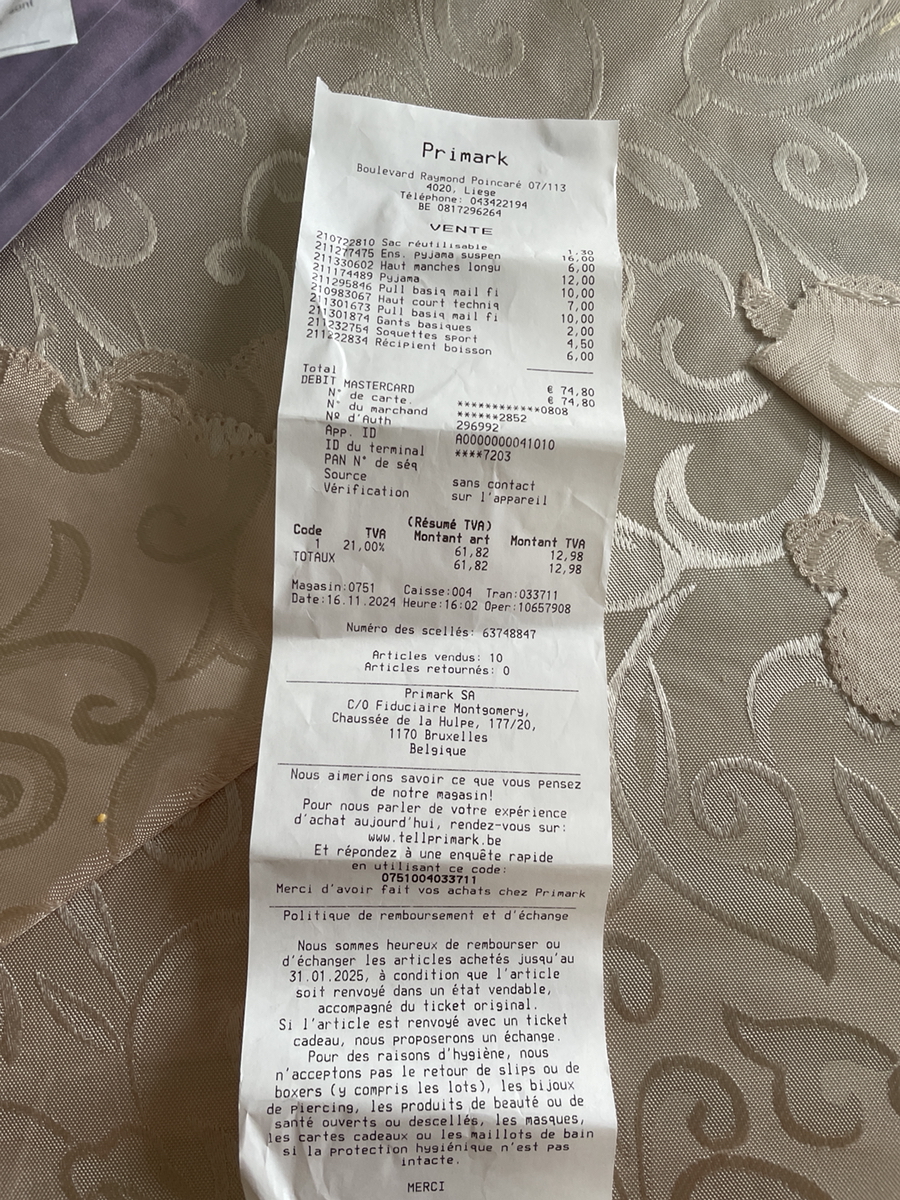 Primark
Boulevard Raymond Poincaré 07/113
4020, Liege
Téléphone: 043422194
BE 0817296264
VENTE
210722810 Sac réutilisable 1,30
211277475 Ens. pyjama suspen 16,00
211330602 Haut manches longu 6,00
211174489 Pyjama 12,00
211295846 Pull basiq mail fi 10,00
210983067 Haut court techniq 7,00
211301673 Pull basiq mail fi 10,00
211301874 Gants basiques 2,00
211232754 Soquettes sport 4,50
211222834 Récipient boisson 6,00
Total € 74,80
DEBIT MASTERCARD € 74,80
N° de carte. ************0808
N° du marchand ******2852
Nº d'Auth 296992
App. ID A0000000041010
ID du terminal ****7203
PAN N° de séq
Source sans contact
Vérification sur l'appareil
(Résumé TVA)
Code TVA Montant art Montant TVA
1 21,00% 61,82 12,98
TOTAUX 61,82 12,98
Magasin:0751 Caisse:004 Tran:033711
Date:16.11.2024 Heure:16:02 Oper:10657908
Numéro des scellés: 63748847
Articles vendus: 10
Articles retournés: 0
Primark SA
C/O Fiduciaire Montgomery,
Chaussée de la Hulpe, 177/20,
1170 Bruxelles
Belgique
Nous aimerions savoir ce que vous pensez
de notre magasin!
Pour nous parler de votre expérience
d'achat aujourd'hui, rendez-vous sur:
www.tellprimark.be
Et répondez à une enquête rapide
en utilisant ce code:
0751004033711
Merci d'avoir fait vos achats chez Primark
Politique de remboursement et d'échange
Nous sommes heureux de rembourser ou
d'échanger les articles achetés jusqu'au
31.01.2025, à condition que l'article
soit renvoyé dans un état vendable,
accompagné du ticket original.
Si l'article est renvoyé avec un ticket
cadeau, nous proposerons un échange.
Pour des raisons d'hygiène, nous
n'acceptons pas le retour de slips ou de
boxers (y compris les lots), les bijoux
de piercing, les produits de beauté ou de
santé ouverts ou descellés, les masques,
les cartes cadeaux ou les maillots de bain
si la protection hygiénique n'est pas
intacte.
MERCI